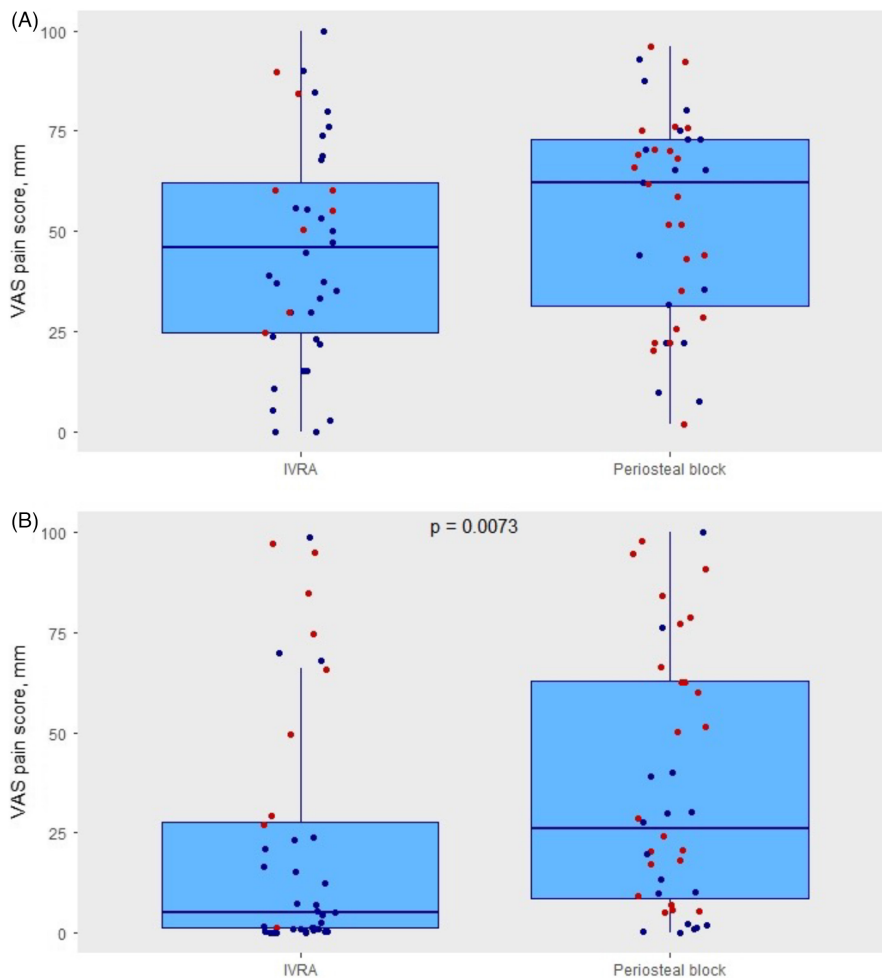 (A)
100
75
50
25
0
VAS pain score, mm
IVRA
Periosteal block
(B)
p = 0.0073
100
75
50
25
0
VAS pain score, mm
IVRA
Periosteal block